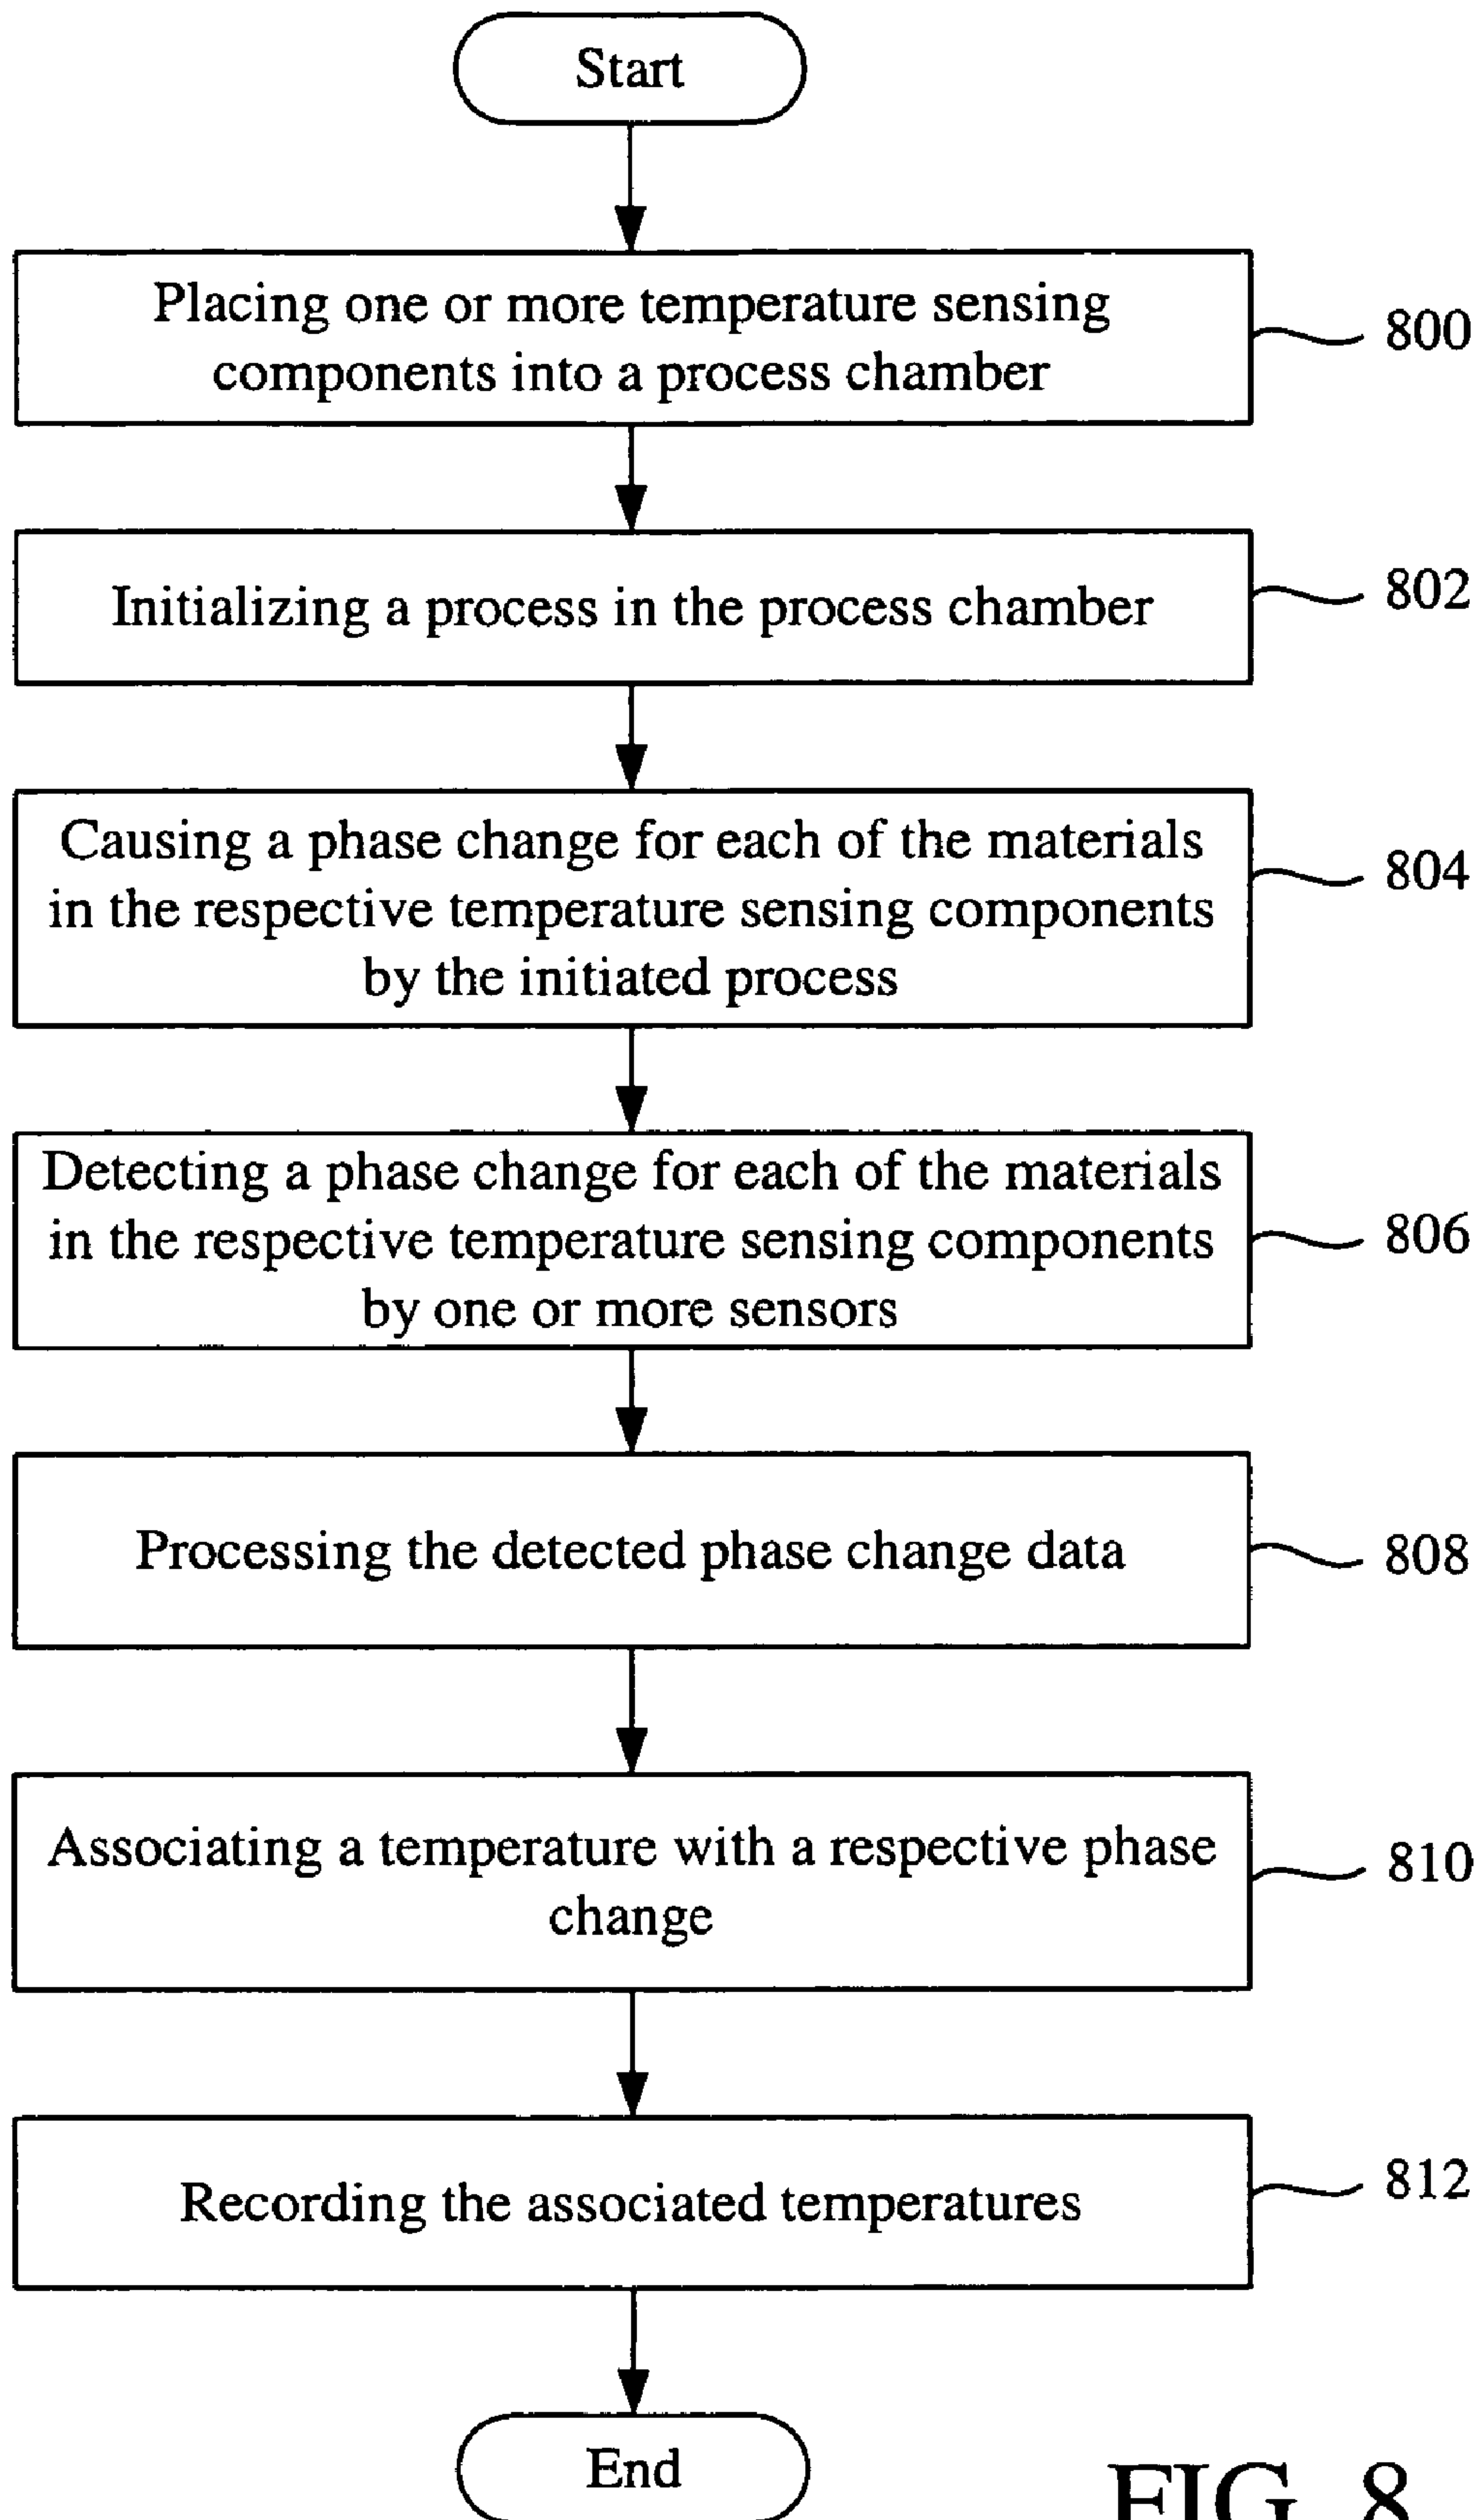 Start
Placing one or more temperature sensing
components into a process chamber
800
Initializing a process in the process chamber
802
Causing a phase change for each of the materials
in the respective temperature sensing components
by the initiated process
804
Detecting a phase change for each of the materials
in the respective temperature sensing components
by one or more sensors
806
Processing the detected phase change data
808
Associating a temperature with a respective phase
change
810
Recording the associated temperatures
812
End
FIG. 8